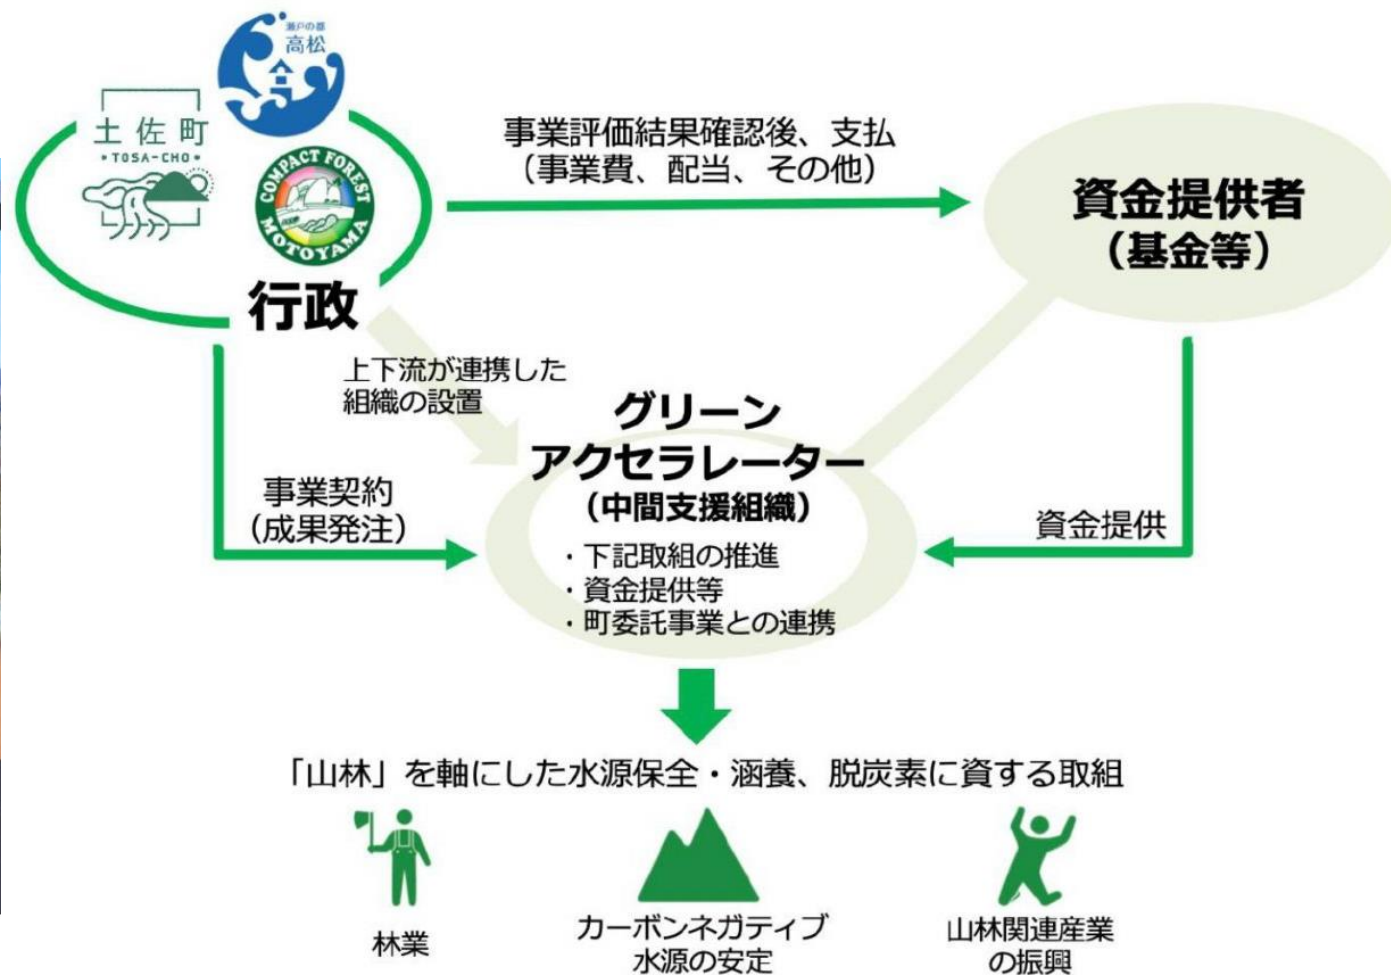 瀬戸の都
高松
土佐町
•TOSA-CHO•
COMPACT FOREST
MOTOYAMA
行政
事業評価結果確認後、支払
（事業費、配当、その他）
資金提供者
（基金等）
上下流が連携した
組織の設置
事業契約
（成果発注）
グリーン
アクセラレーター
（中間支援組織）
・下記取組の推進
・資金提供等
・町委託事業との連携
資金提供
「山林」を軸にした水源保全・涵養、脱炭素に資する取組
林業
カーボンネガティブ
水源の安定
山林関連産業
の振興